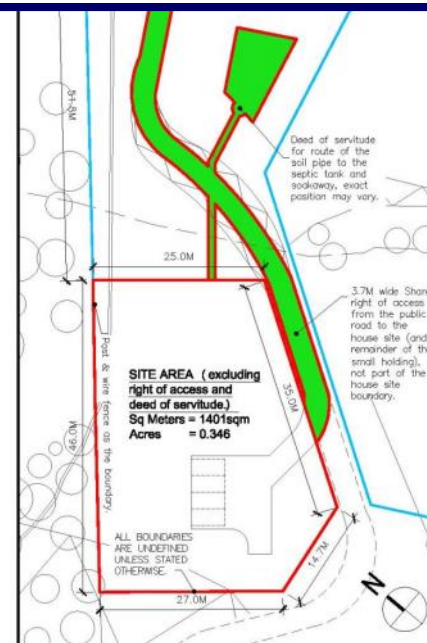 51.8M
Deed of servitude
for route of the
soil pipe to the
septic tank and
soakaway, exact
position may vary.
25.0M
3.7M wide Share
right of access
from the public
road to the
house site (and
remainder of th
small holding),
not part of the
house site
boundary.
Post & wire fence as the boundary.
SITE AREA (excluding
right of access and
deed of servitude.)
Sq Meters = 1401sqm
Acres = 0.346
35.0M
46.0M
ALL BOUNDARIES
ARE UNDEFINED
UNLESS STATED
OTHERWISE.
27.0M
14.7M
N